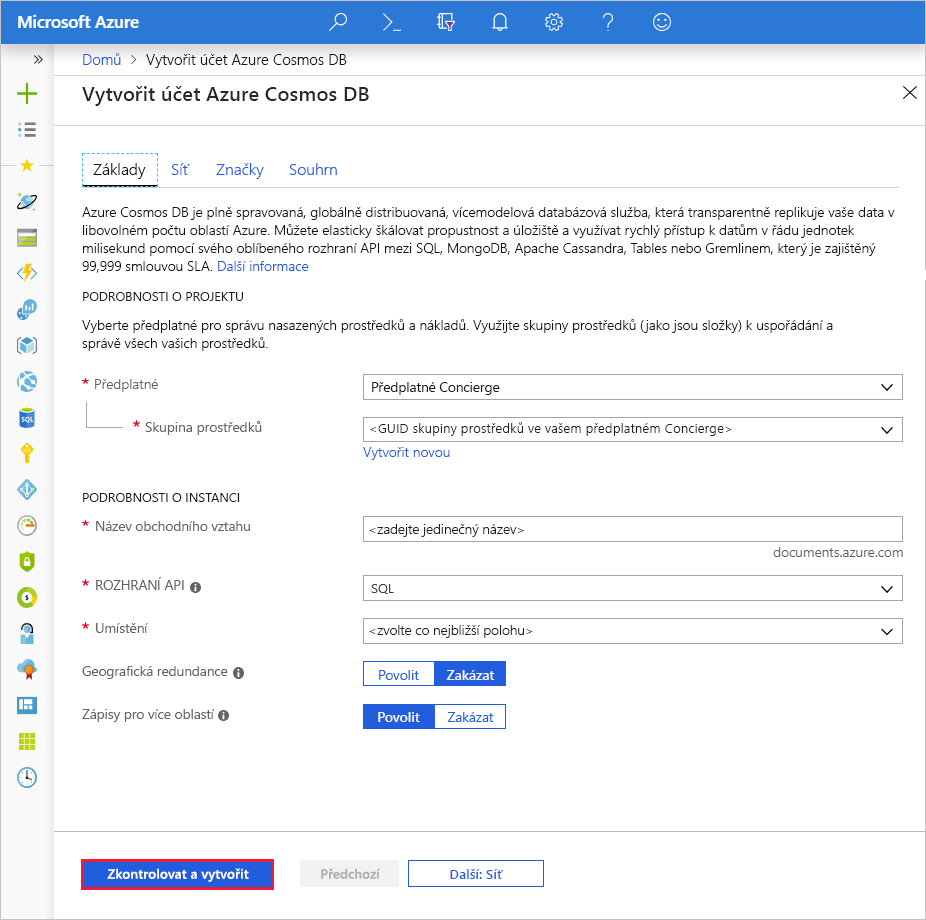 Microsoft Azure
Domů > Vytvořit účet Azure Cosmos DB
Vytvořit účet Azure Cosmos DB
Základy Síť Značky Souhrn
Azure Cosmos DB je plně spravovaná, globálně distribuovaná, vícemodelová databázová služba, která transparentně replikuje vaše data v
libovolném počtu oblastí Azure. Můžete elasticky škálovat propustnost a úložiště a využívat rychlý přístup k datům v řádu jednotek
milisekund pomocí svého oblíbeného rozhraní API mezi SQL, MongoDB, Apache Cassandra, Tables nebo Gremlinem, který je zajištěný
99,999 smlouvou SLA. Další informace
PODROBNOSTI O PROJEKTU
Vyberte předplatné pro správu nasazených prostředků a nákladů. Využijte skupiny prostředků (jako jsou složky) k uspořádání a
správě všech vašich prostředků.
* Předplatné Předplatné Concierge
* Skupina prostředků <GUID skupiny prostředků ve vašem předplatném Concierge>
Vytvořit novou
PODROBNOSTI O INSTANCI
* Název obchodního vztahu <zadejte jedinečný název>
documents.azure.com
* ROZHRANÍ API SQL
* Umístění <zvolte co nejbližší polohu>
Geografická redundance Povolit Zakázat
Zápisy pro více oblastí Povolit Zakázat
Zkontrolovat a vytvořit Předchozí Další: Síť